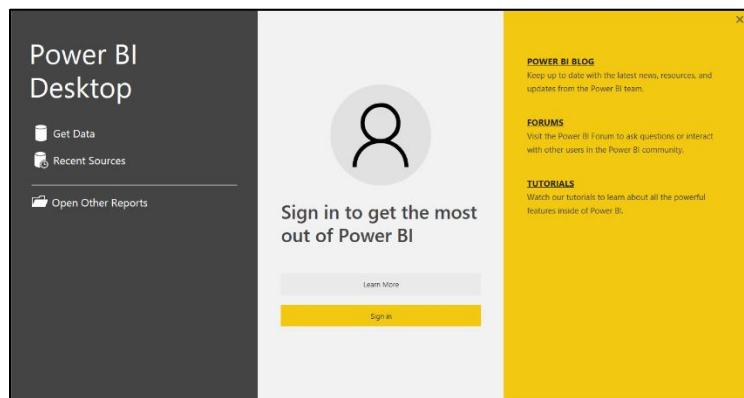 Power BI
Desktop
Get Data
Recent Sources
Open Other Reports
Sign in to get the most
out of Power BI
Learn More
Sign in
POWER BI BLOG
Keep up to date with the latest news, resources, and
updates from the Power BI team.
FORUMS
Visit the Power BI Forum to ask questions or interact
with other users in the Power BI community.
TUTORIALS
Watch our tutorials to learn about all the powerful
features inside of Power BI.